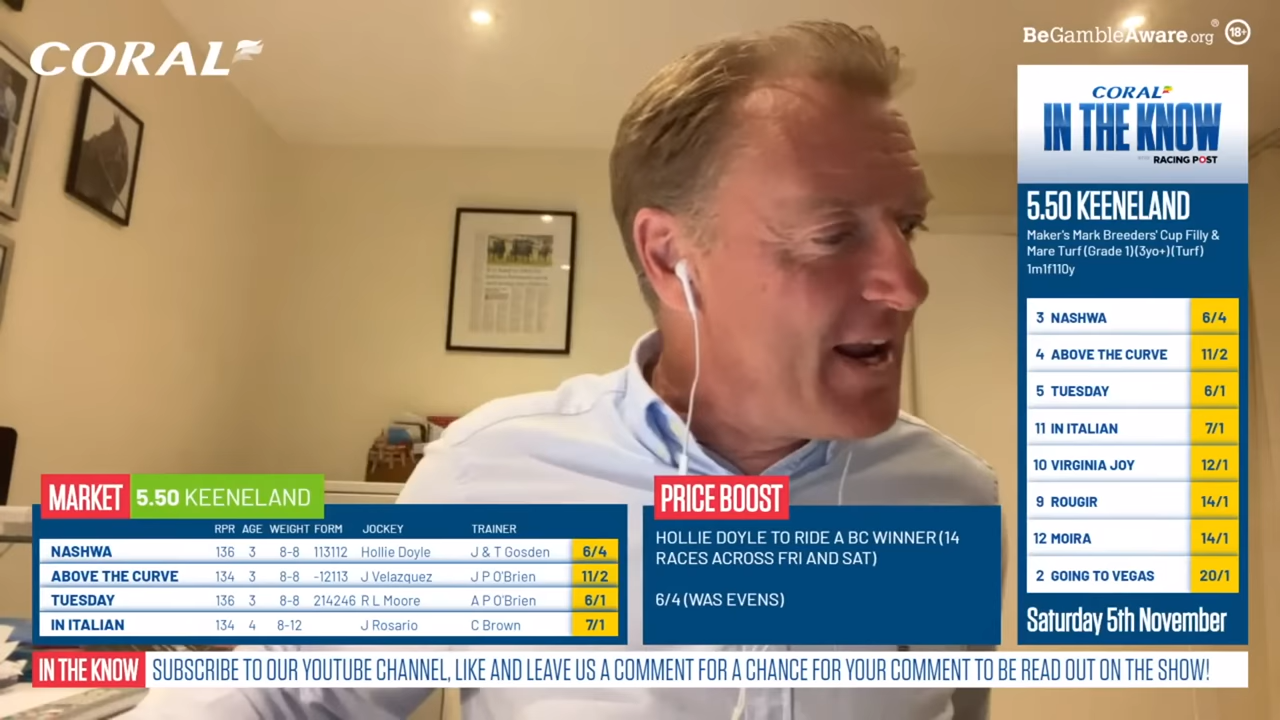 CORAL
BeGambleAware.org® 18+
CORAL
IN THE KNOW
WITH RACING POST
5.50 KEENELAND
Maker's Mark Breeders' Cup Filly &
Mare Turf (Grade 1) (3yo+) (Turf)
1m1f110y
3 NASHWA 6/4
4 ABOVE THE CURVE 11/2
5 TUESDAY 6/1
11 IN ITALIAN 7/1
10 VIRGINIA JOY 12/1
9 ROUGIR 14/1
12 MOIRA 14/1
2 GOING TO VEGAS 20/1
Saturday 5th November
MARKET 5.50 KEENELAND
RPR AGE WEIGHT FORM JOCKEY TRAINER
NASHWA 136 3 8-8 113112 Hollie Doyle J & T Gosden 6/4
ABOVE THE CURVE 134 3 8-8 -12113 J Velazquez J P O'Brien 11/2
TUESDAY 136 3 8-8 214246 R L Moore A P O'Brien 6/1
IN ITALIAN 134 4 8-12 J Rosario C Brown 7/1
PRICE BOOST
HOLLIE DOYLE TO RIDE A BC WINNER (14
RACES ACROSS FRI AND SAT)
6/4 (WAS EVENS)
IN THE KNOW SUBSCRIBE TO OUR YOUTUBE CHANNEL, LIKE AND LEAVE US A COMMENT FOR A CHANCE FOR YOUR COMMENT TO BE READ OUT ON THE SHOW!